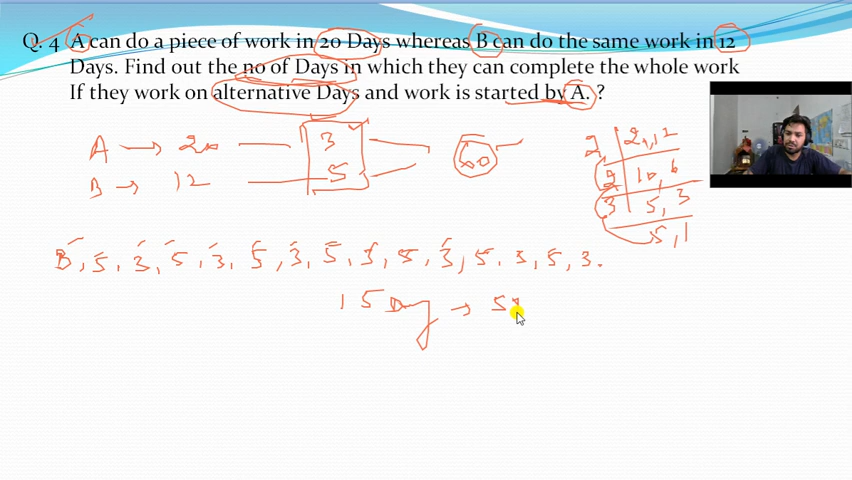 Q. 4 A can do a piece of work in 20 Days whereas B can do the same work in 12
Days. Find out the no of Days in which they can complete the whole work
If they work on alternative Days and work is started by A. ?
A → 20 3 60
B → 12 5
2 20, 12
2 10, 6
3 5, 3
5, 1
3, 5, 3, 5, 3, 5, 3, 5, 3, 5, 3, 5, 3, 5, 3.
15 Day →